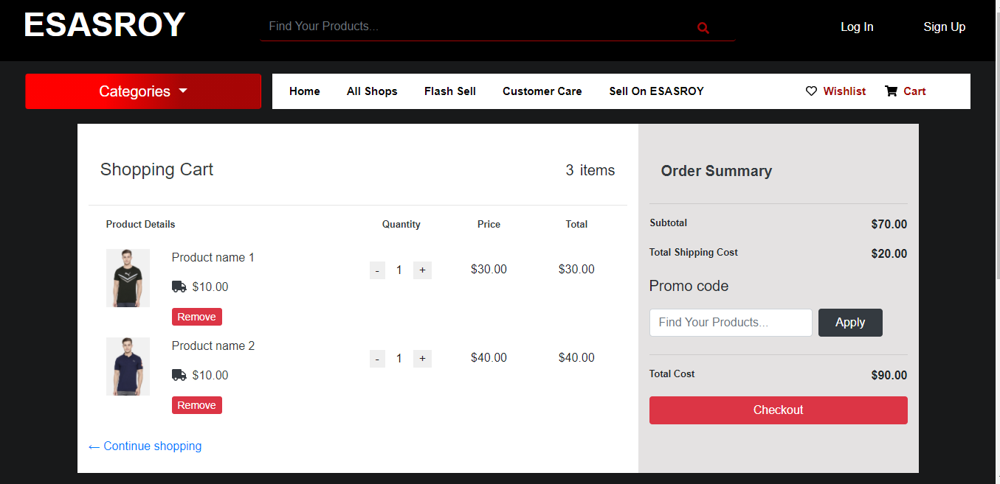 ESASROY
Find Your Products...
Log In
Sign Up
Categories
Home
All Shops
Flash Sell
Customer Care
Sell On ESASROY
Wishlist
Cart
Shopping Cart
3 items
Product Details
Quantity
Price
Total
Product name 1
$10.00
Remove
- 1 +
$30.00
$30.00
Product name 2
$10.00
Remove
- 1 +
$40.00
$40.00
← Continue shopping
Order Summary
Subtotal
$70.00
Total Shipping Cost
$20.00
Promo code
Find Your Products...
Apply
Total Cost
$90.00
Checkout